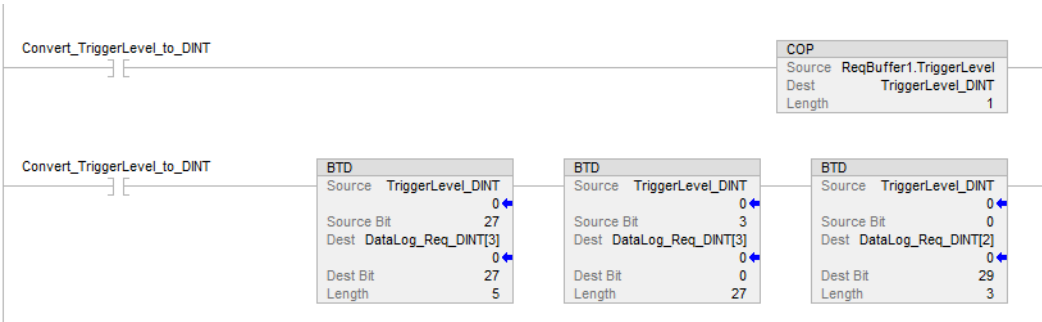 Convert_TriggerLevel_to_DINT
COP
Source ReqBuffer1.TriggerLevel
Dest TriggerLevel_DINT
Length 1
Convert_TriggerLevel_to_DINT
BTD
Source TriggerLevel_DINT
0
Source Bit 27
Dest DataLog_Req_DINT[3]
0
Dest Bit 27
Length 5
BTD
Source TriggerLevel_DINT
0
Source Bit 3
Dest DataLog_Req_DINT[3]
0
Dest Bit 0
Length 27
BTD
Source TriggerLevel_DINT
0
Source Bit 0
Dest DataLog_Req_DINT[2]
0
Dest Bit 29
Length 3